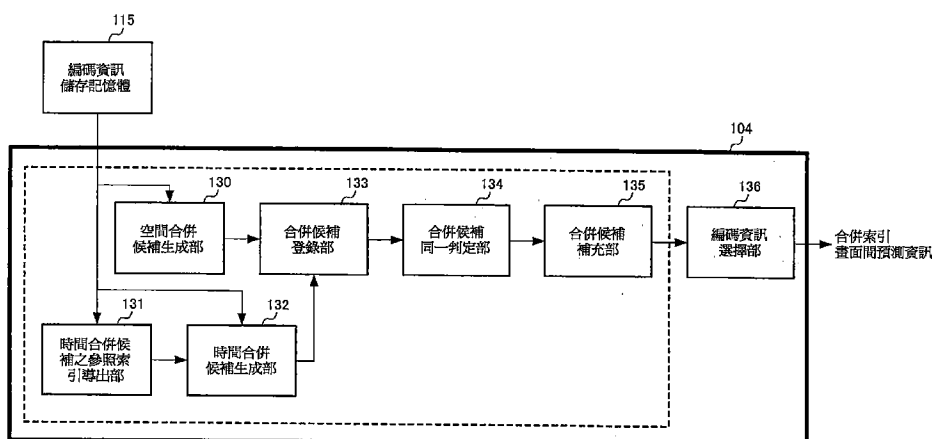 115
編碼資訊
儲存記憶體
104
130
空間合併
候補生成部
133
合併候補
登錄部
134
合併候補
同一判定部
135
合併候補
補充部
136
編碼資訊
選擇部
合併索引
畫面間預測資訊
131
時間合併候
補之參照索
引導出部
132
時間合併
候補生成部